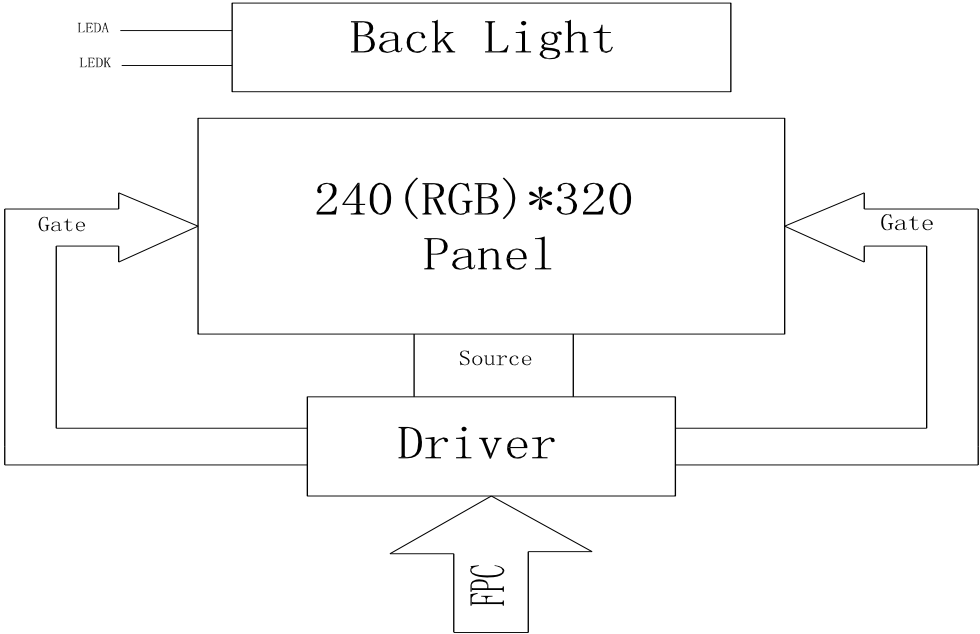 LEDA
Back Light
LEDK
240(RGB)*320
Panel
Gate
Gate
Source
Driver
FPC